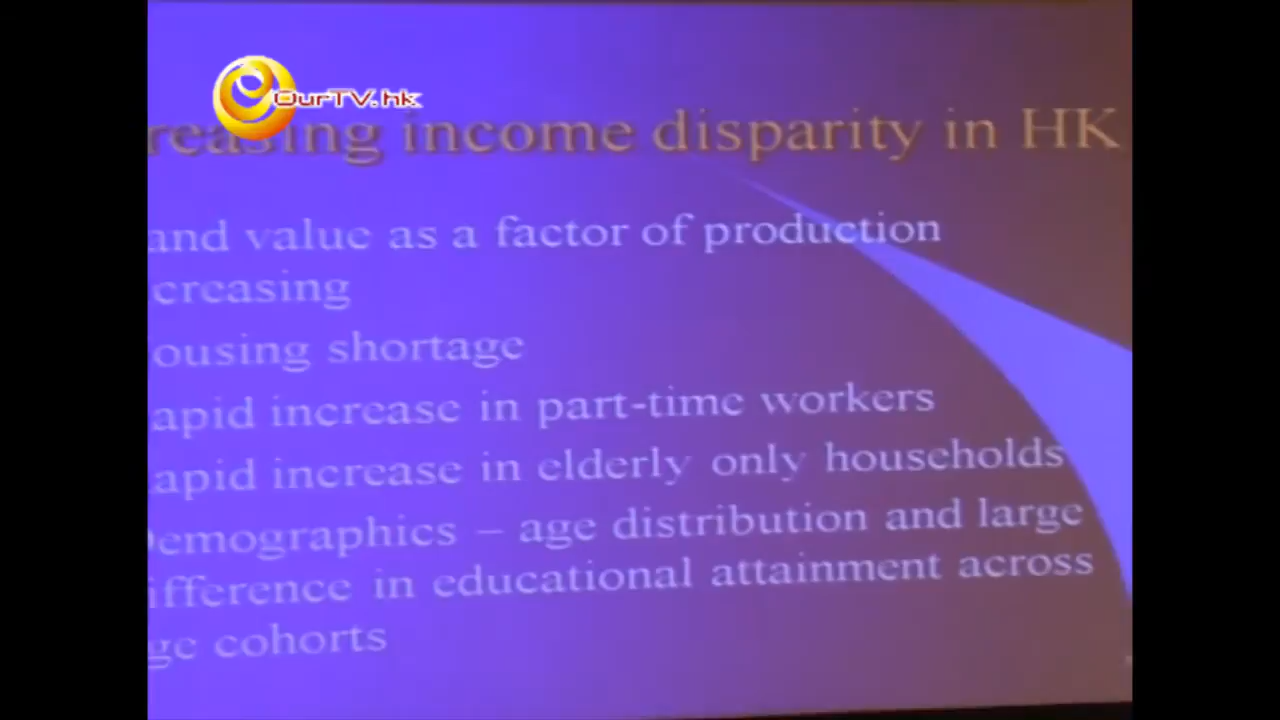 OurTV.hk
reasing income disparity in HK
and value as a factor of production
creasing
ousing shortage
apid increase in part-time workers
apid increase in elderly only households
emographics – age distribution and large
ifference in educational attainment across
ge cohorts